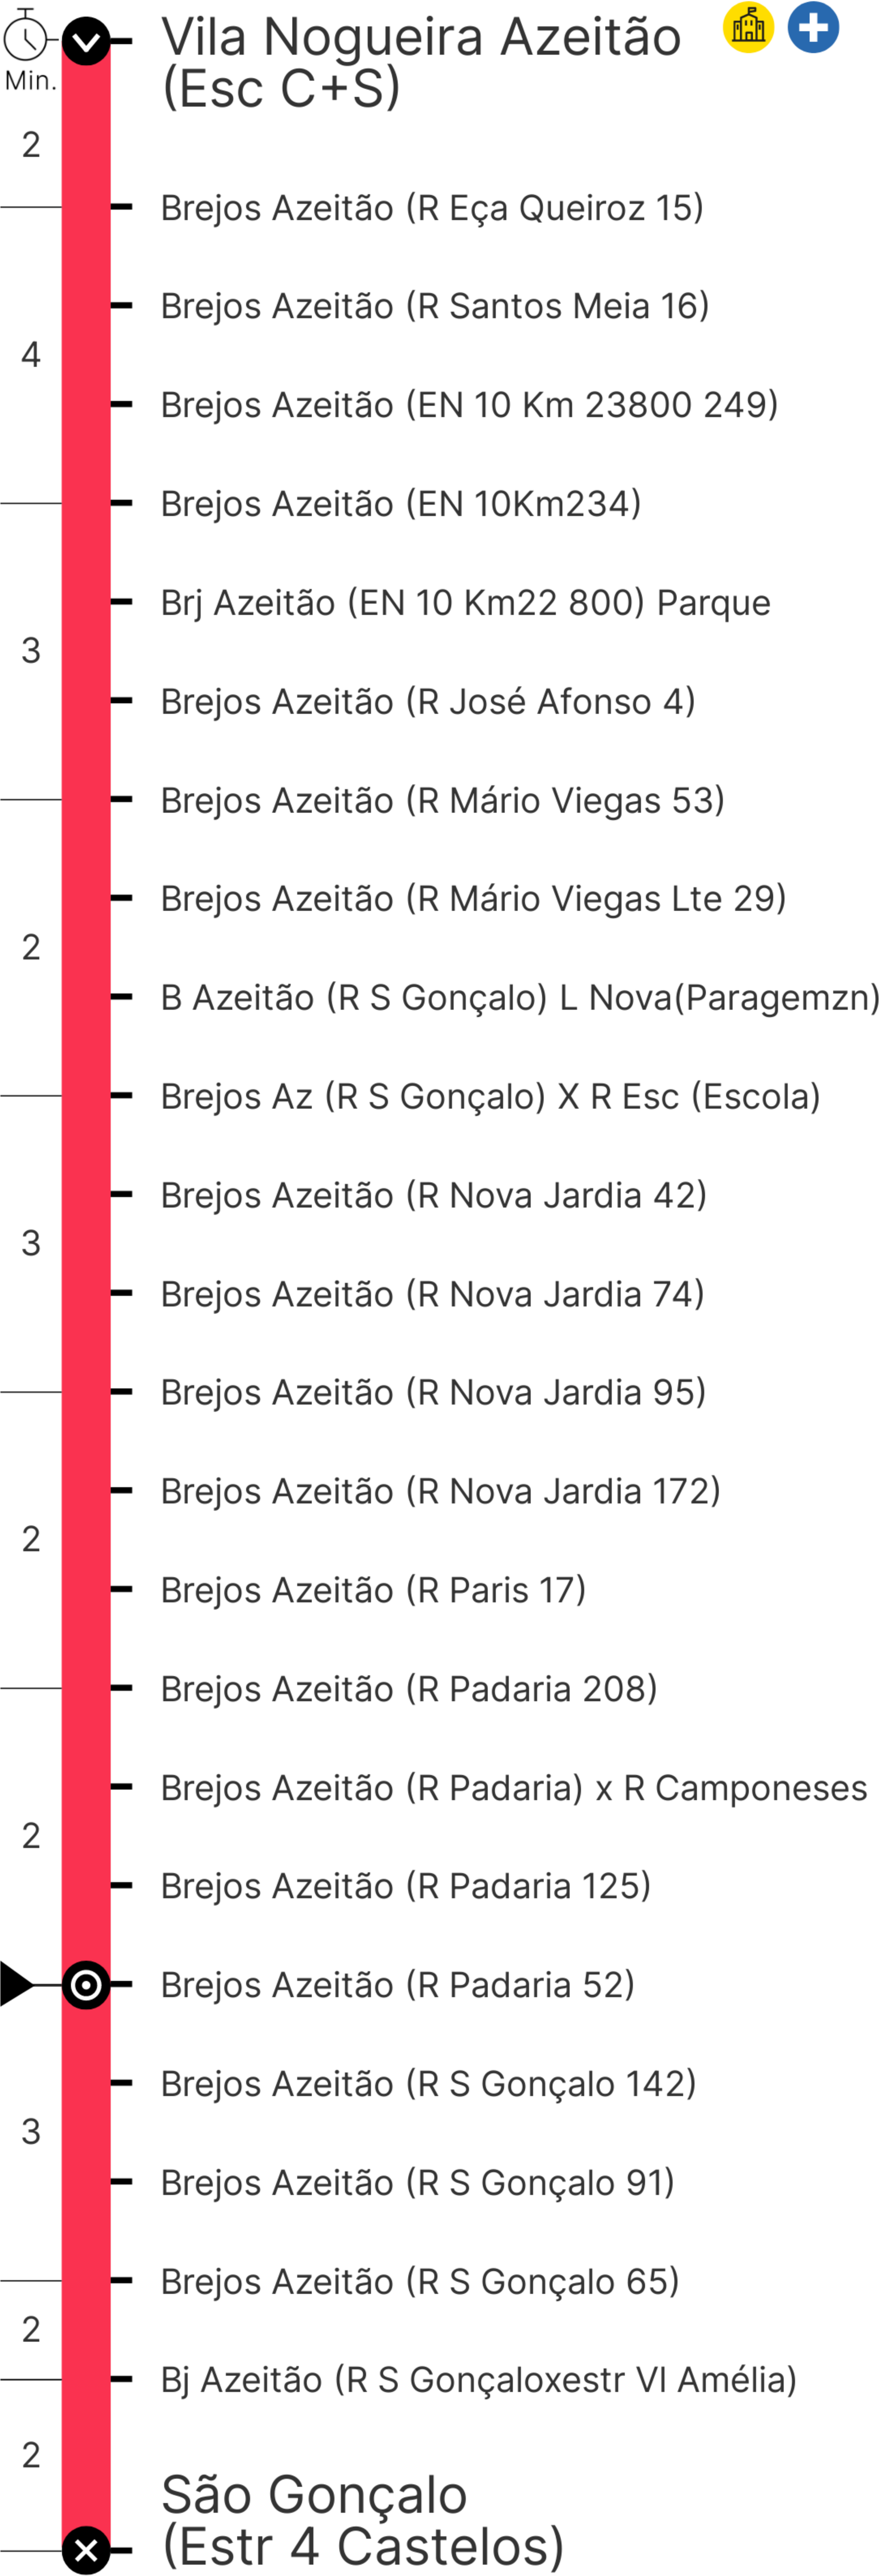 Vila Nogueira Azeitão
(Esc C+S)
Min.
2
Brejos Azeitão (R Eça Queiroz 15)
Brejos Azeitão (R Santos Meia 16)
4
Brejos Azeitão (EN 10 Km 23800 249)
Brejos Azeitão (EN 10Km234)
Brj Azeitão (EN 10 Km22 800) Parque
3
Brejos Azeitão (R José Afonso 4)
Brejos Azeitão (R Mário Viegas 53)
Brejos Azeitão (R Mário Viegas Lte 29)
2
B Azeitão (R S Gonçalo) L Nova(Paragemzn)
Brejos Az (R S Gonçalo) X R Esc (Escola)
Brejos Azeitão (R Nova Jardia 42)
3
Brejos Azeitão (R Nova Jardia 74)
Brejos Azeitão (R Nova Jardia 95)
Brejos Azeitão (R Nova Jardia 172)
2
Brejos Azeitão (R Paris 17)
Brejos Azeitão (R Padaria 208)
Brejos Azeitão (R Padaria) x R Camponeses
2
Brejos Azeitão (R Padaria 125)
Brejos Azeitão (R Padaria 52)
Brejos Azeitão (R S Gonçalo 142)
3
Brejos Azeitão (R S Gonçalo 91)
Brejos Azeitão (R S Gonçalo 65)
2
Bj Azeitão (R S Gonçaloxestr Vl Amélia)
2
São Gonçalo
(Estr 4 Castelos)